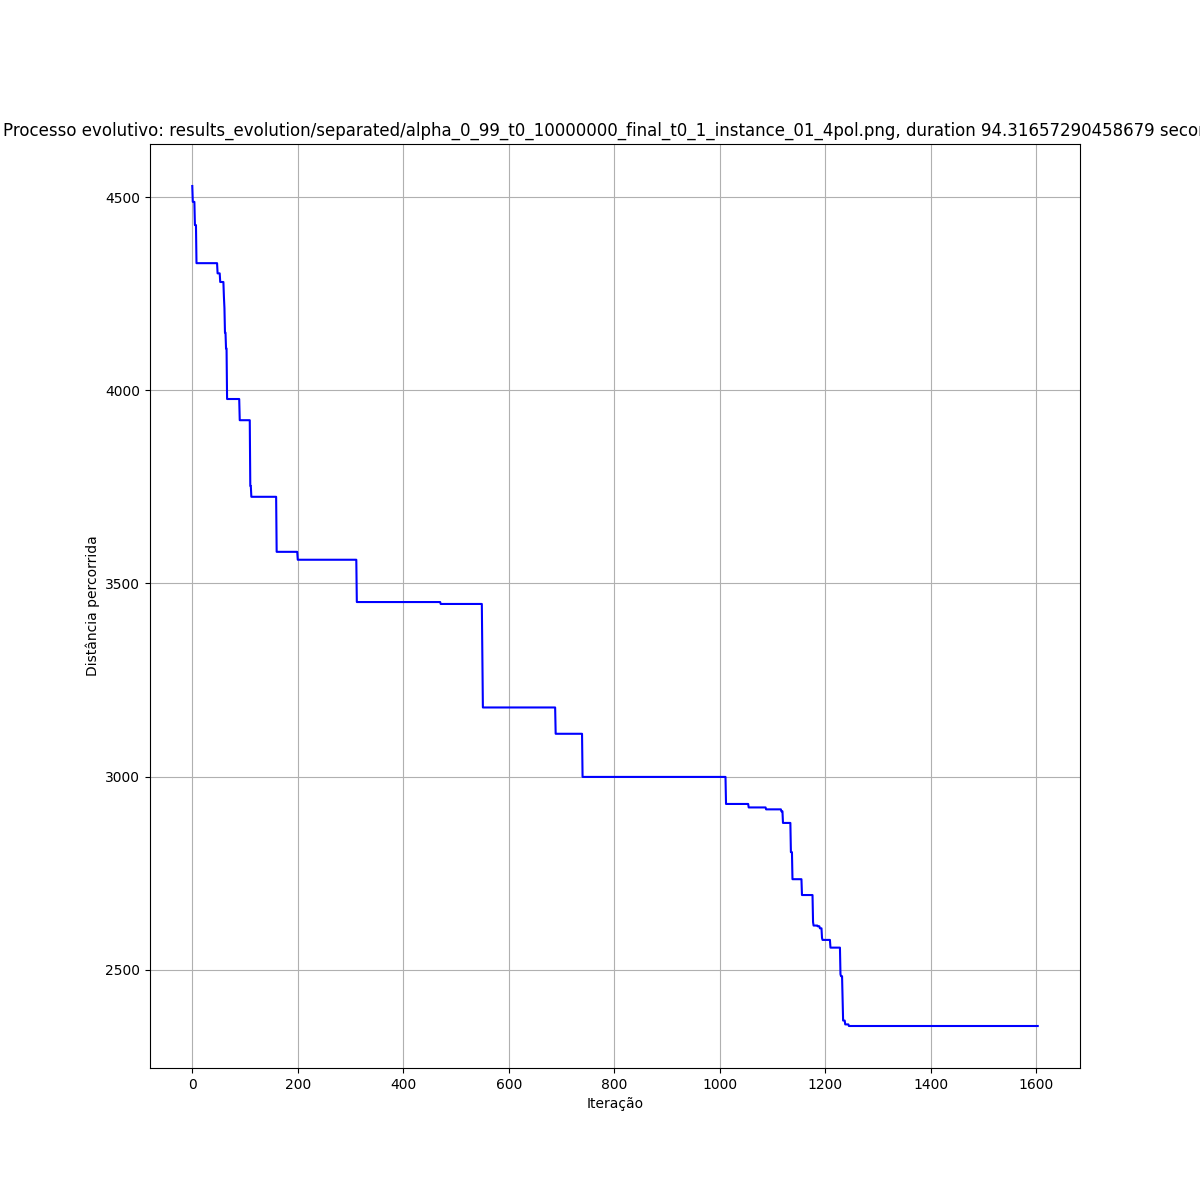 Processo evolutivo: results_evolution/separated/alpha_0_99_t0_10000000_final_t0_1_instance_01_4pol.png, duration 94.31657290458679
4500
4000
3500
3000
2500
Distância percorrida
0 200 400 600 800 1000 1200 1400 1600
Iteração